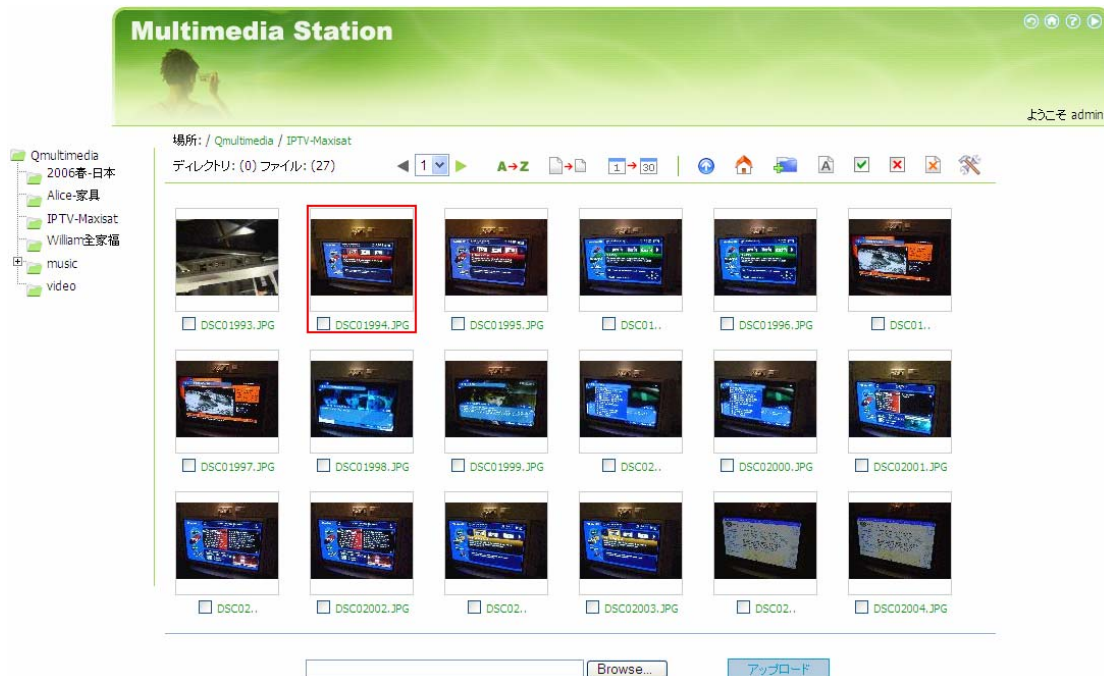 Multimedia Station
ようこそ admin
場所: / Qmultimedia / IPTV-Maxisat
ディレクトリ: (0) ファイル: (27)
1
A→Z
1→30
A
Qmultimedia
2006春-日本
Alice-家具
IPTV-Maxisat
William全家福
music
video
DSC01993.JPG
DSC01994.JPG
DSC01995.JPG
DSC01..
DSC01996.JPG
DSC01..
DSC01997.JPG
DSC01998.JPG
DSC01999.JPG
DSC02..
DSC02000.JPG
DSC02001.JPG
DSC02..
DSC02002.JPG
DSC02..
DSC02003.JPG
DSC02..
DSC02004.JPG
Browse...
アップロード